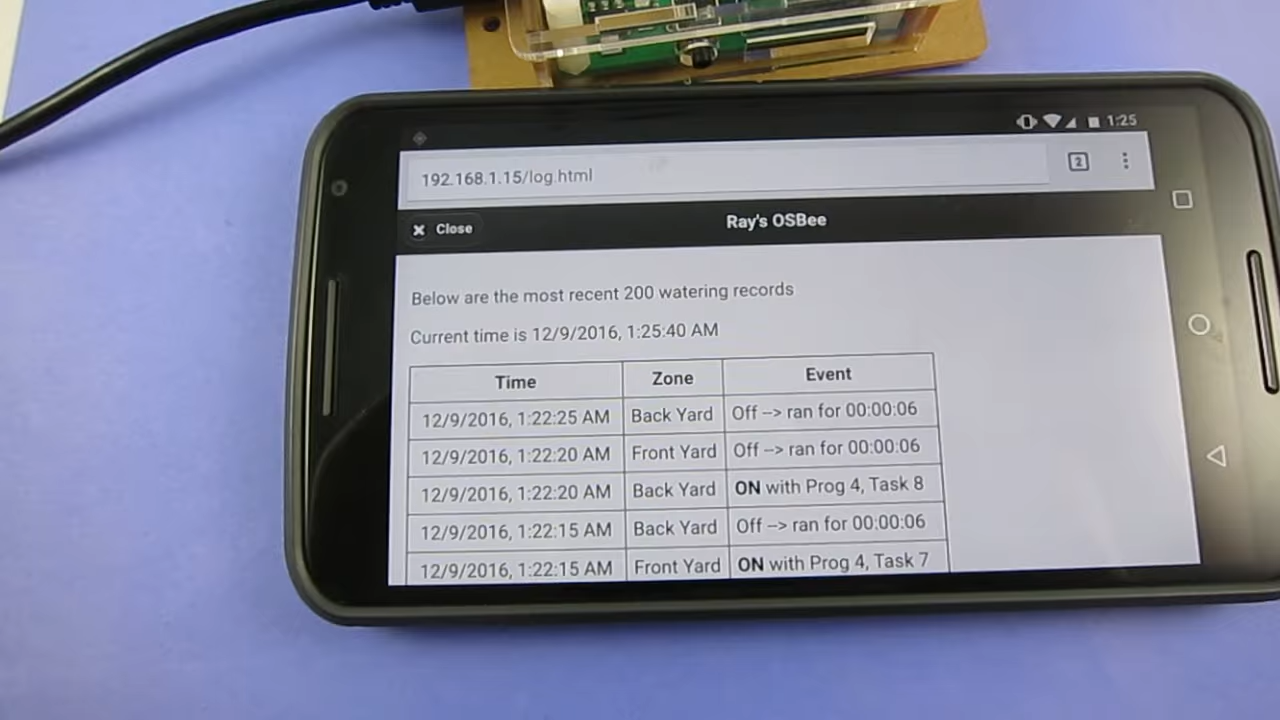 1:25
192.168.1.15/log.html
2
Close
Ray's OSBee
Below are the most recent 200 watering records
Current time is 12/9/2016, 1:25:40 AM
Time Zone Event
12/9/2016, 1:22:25 AM Back Yard Off --> ran for 00:00:06
12/9/2016, 1:22:20 AM Front Yard Off --> ran for 00:00:06
12/9/2016, 1:22:20 AM Back Yard ON with Prog 4, Task 8
12/9/2016, 1:22:15 AM Back Yard Off --> ran for 00:00:06
12/9/2016, 1:22:15 AM Front Yard ON with Prog 4, Task 7